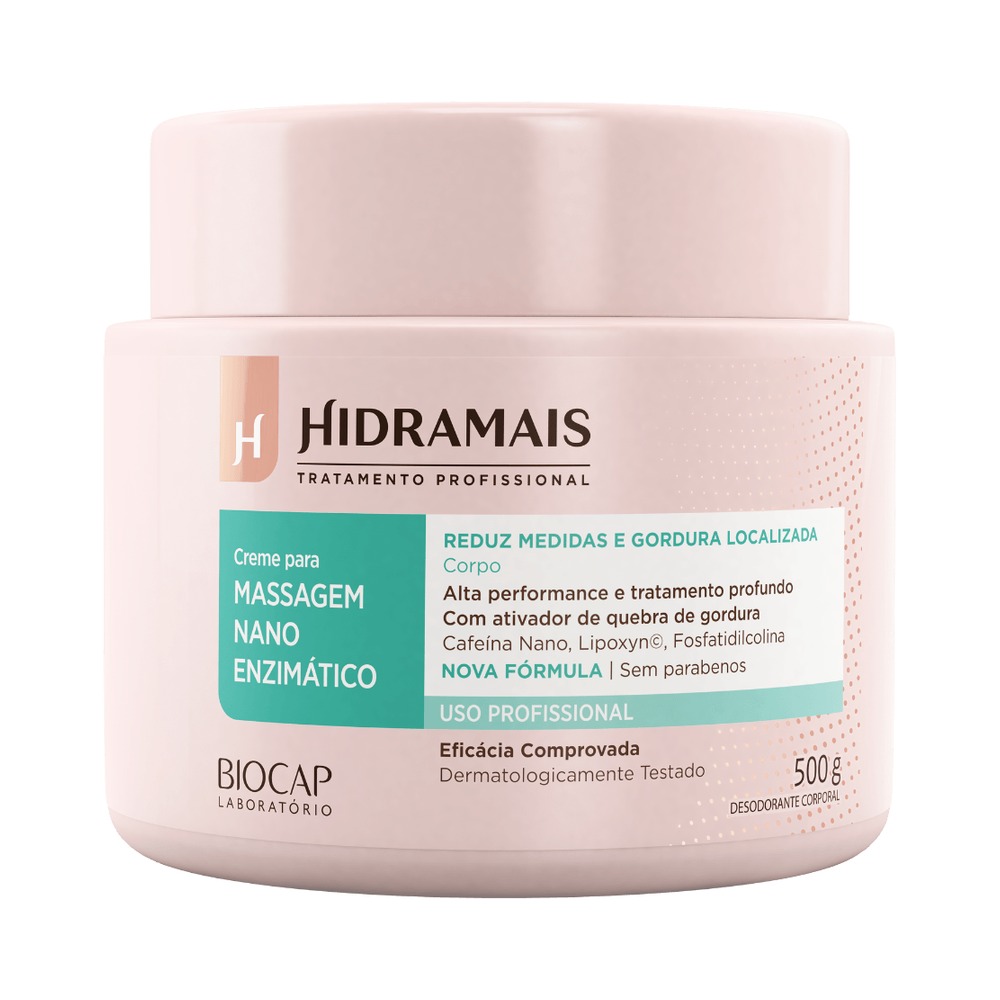 H
HIDRAMAIS
TRATAMENTO PROFISSIONAL
Creme para
MASSAGEM
NANO
ENZIMÁTICO
REDUZ MEDIDAS E GORDURA LOCALIZADA
Corpo
Alta performance e tratamento profundo
Com ativador de quebra de gordura
Cafeína Nano, Lipoxyn©, Fosfatidilcolina
NOVA FÓRMULA | Sem parabenos
USO PROFISSIONAL
Eficácia Comprovada
Dermatologicamente Testado
BIOCAP
LABORATÓRIO
500 g
DESODORANTE CORPORAL